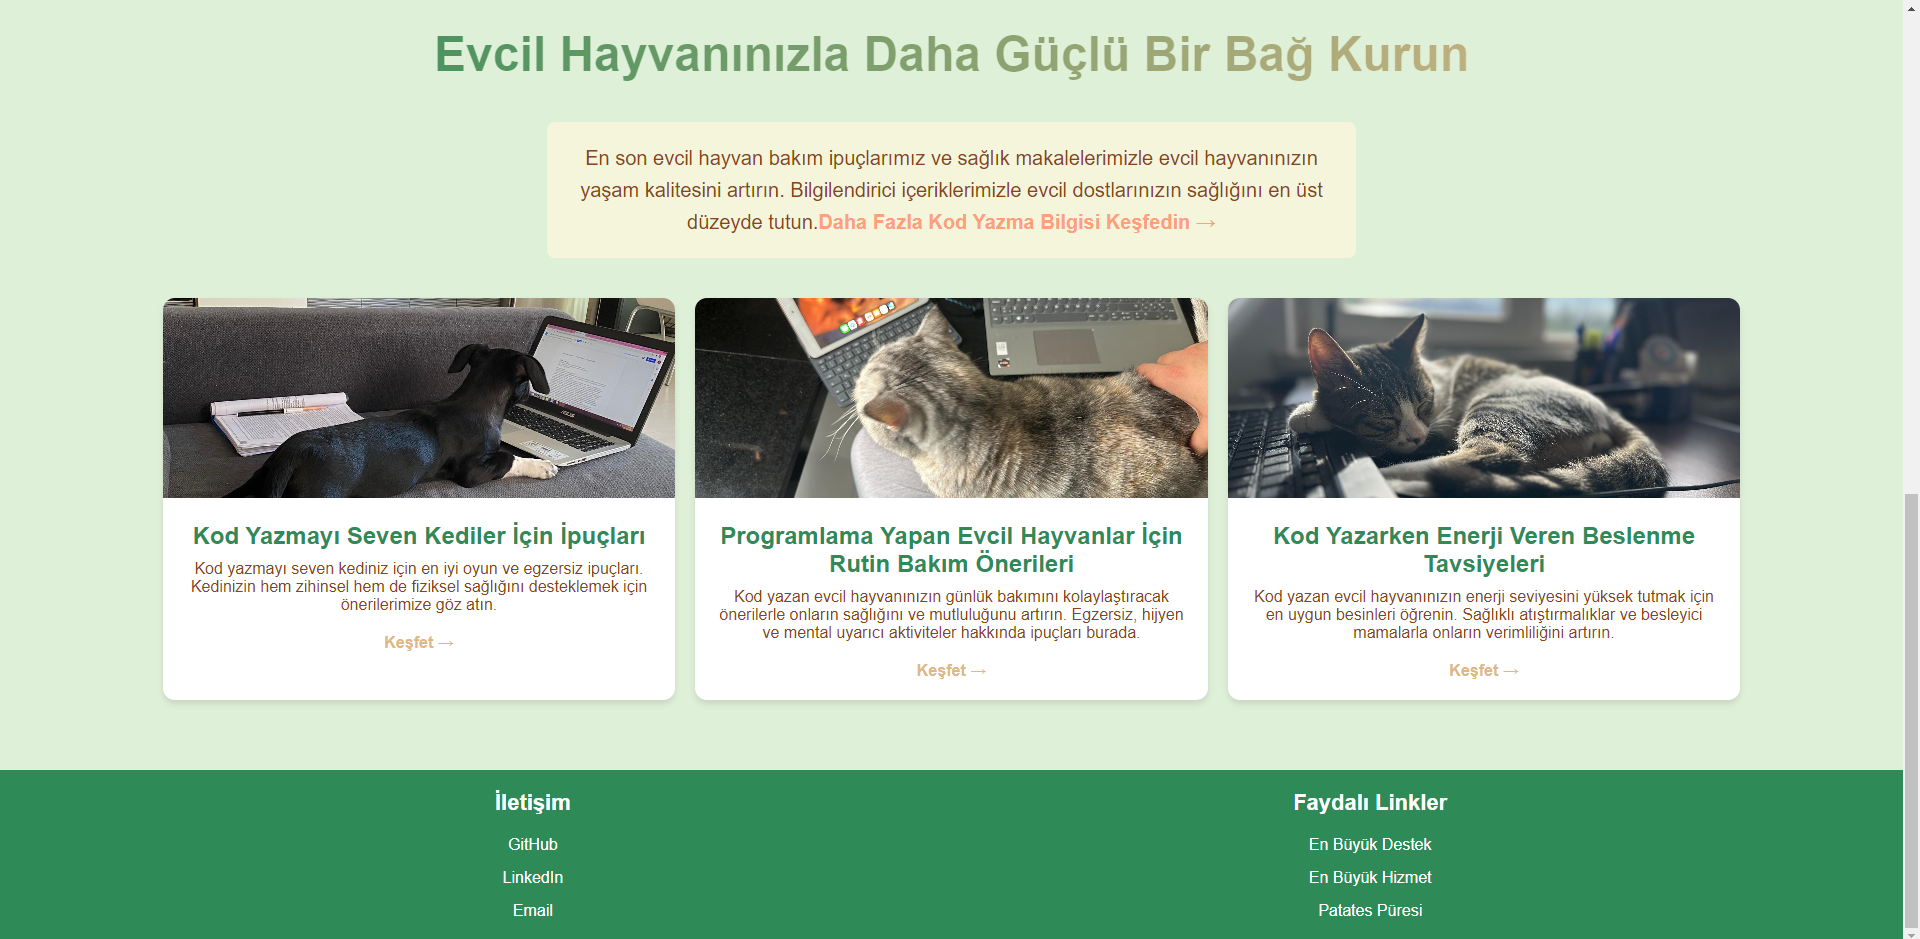 Evcil Hayvanınızla Daha Güçlü Bir Bağ Kurun
En son evcil hayvan bakım ipuçlarımız ve sağlık makalelerimizle evcil hayvanınızın
yaşam kalitesini artırın. Bilgilendirici içeriklerimizle evcil dostlarınızın sağlığını en üst
düzeyde tutun.Daha Fazla Kod Yazma Bilgisi Keşfedin →
Kod Yazmayı Seven Kediler İçin İpuçları
Kod yazmayı seven kediniz için en iyi oyun ve egzersiz ipuçları.
Kedinizin hem zihinsel hem de fiziksel sağlığını desteklemek için
önerilerimize göz atın.
Keşfet →
Programlama Yapan Evcil Hayvanlar İçin
Rutin Bakım Önerileri
Kod yazan evcil hayvanınızın günlük bakımını kolaylaştıracak
önerilerle onların sağlığını ve mutluluğunu artırın. Egzersiz, hijyen
ve mental uyarıcı aktiviteler hakkında ipuçları burada.
Keşfet →
Kod Yazarken Enerji Veren Beslenme
Tavsiyeleri
Kod yazan evcil hayvanınızın enerji seviyesini yüksek tutmak için
en uygun besinleri öğrenin. Sağlıklı atıştırmalıklar ve besleyici
mamalarla onların verimliliğini artırın.
Keşfet →
İletişim
GitHub
LinkedIn
Email
Faydalı Linkler
En Büyük Destek
En Büyük Hizmet
Patates Püresi